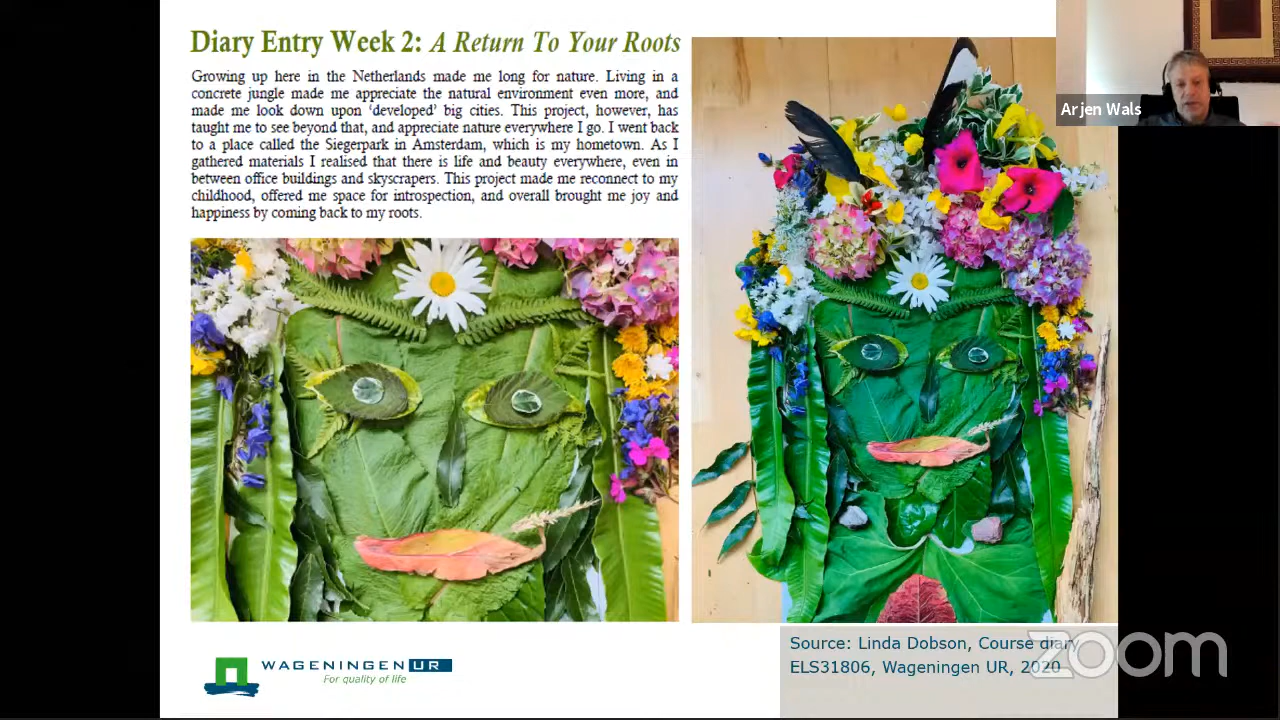 Diary Entry Week 2: A Return To Your Roots
Growing up here in the Netherlands made me long for nature. Living in a
concrete jungle made me appreciate the natural environment even more, and
made me look down upon ‘developed’ big cities. This project, however, has
taught me to see beyond that, and appreciate nature everywhere I go. I went back
to a place called the Siegerpark in Amsterdam, which is my hometown. As I
gathered materials I realised that there is life and beauty everywhere, even in
between office buildings and skyscrapers. This project made me reconnect to my
childhood, offered me space for introspection, and overall brought me joy and
happiness by coming back to my roots.
Arjen Wals
Source: Linda Dobson, Course diary
ELS31806, Wageningen UR, 2020
zoom
WAGENINGEN UR
For quality of life